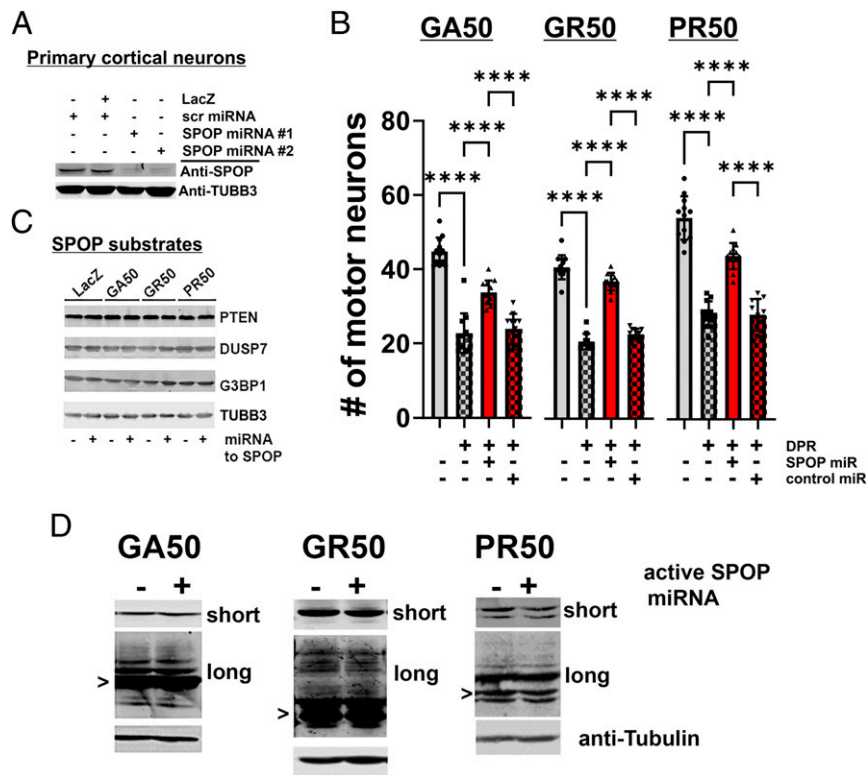 A
Primary cortical neurons
- + - - LacZ
+ + - - scr miRNA
- - + - SPOP miRNA #1
- - - + SPOP miRNA #2
Anti-SPOP
Anti-TUBB3
B
GA50 GR50 PR50
**** **** ****
**** **** ****
**** **** ****
# of motor neurons
80
60
40
20
0
- + + + - + + + - + + + DPR
- - + - - - + - - - + - SPOP miR
- - - + - - - + - - - + control miR
C
SPOP substrates
LacZ GA50 GR50 PR50
PTEN
DUSP7
G3BP1
TUBB3
- + - + - + - + miRNA
to SPOP
D
GA50 GR50 PR50
- + - + - + active SPOP
miRNA
short short short
> long > long > long
anti-Tubulin